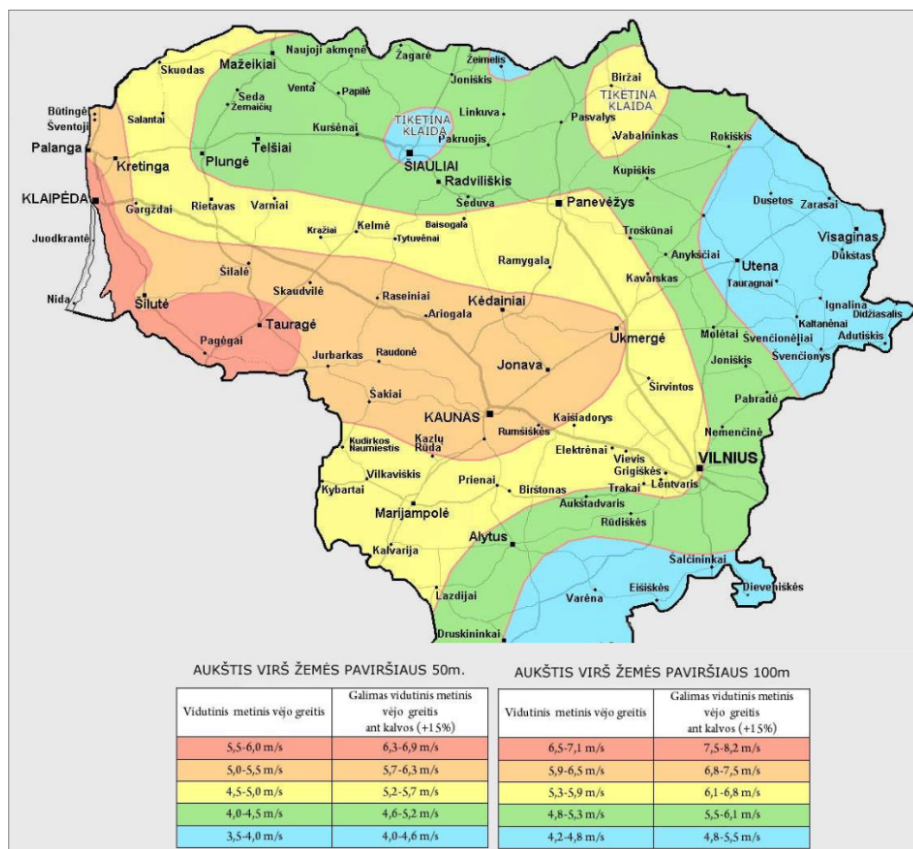 Skuodas
Mažeikiai
Naujoji akmenė
Žagarė
Žeimelis
Biržai
TIKĖTINA
KLAIDA
Joniškis
Venta
Papilė
Seda
Žemaičių
Būtingė
Šventoji
Salantai
Linkuva
Pasvalys
TIKĖTINA
KLAIDA
Kuršėnai
Pakruojis
Vabalninkas
Rokiškis
Palanga
Kretinga
Plungė
Telšiai
ŠIAULIAI
Radviliškis
Kupiškis
KLAIPĖDA
Gargždai
Rietavas
Varniai
Šeduva
Panevėžys
Dusetos
Zarasai
Juodkrantė
Kražiai
Kelmė
Tytuvėnai
Baisogala
Troškūnai
Visaginas
Dūkštas
Šilalė
Ramygala
Anykščiai
Utena
Nida
Šilutė
Skaudvilė
Raseiniai
Kėdainiai
Kavarskas
Tauragnai
Ignalina
Didžiasalis
Tauragė
Ariogala
Kaltanėnai
Pagėgai
Ukmergė
Molėtai
Švenčionėliai
Adutiškis
Švenčionys
Jurbarkas
Raudonė
Jonava
Joniškis
Šakiai
Širvintos
Pabradė
KAUNAS
Rumšiškės
Kaišiadorys
Nemenčinė
Kudirkos
Naumiestis
Kazlų
Rūda
Elektrėnai
Vievis
Grigiškės
VILNIUS
Kybartai
Vilkaviškis
Prienai
Birštonas
Trakai
Lentvaris
Marijampolė
Aukštadvaris
Rūdiškės
Kalvarija
Alytus
Šalčininkai
Lazdijai
Varėna
Eišiškės
Dieveniškės
Druskininkai
AUKŠTIS VIRŠ ŽEMĖS PAVIRŠIAUS 50m.
Vidutinis metinis vėjo greitis
Galimas vidutinis metinis
vėjo greitis
ant kalvos (+15%)
5,5-6,0 m/s 6,3-6,9 m/s
5,0-5,5 m/s 5,7-6,3 m/s
4,5-5,0 m/s 5,2-5,7 m/s
4,0-4,5 m/s 4,6-5,2 m/s
3,5-4,0 m/s 4,0-4,6 m/s
AUKŠTIS VIRŠ ŽEMĖS PAVIRŠIAUS 100m
Vidutinis metinis vėjo greitis
Galimas vidutinis metinis
vėjo greitis
ant kalvos (+15%)
6,5-7,1 m/s 7,5-8,2 m/s
5,9-6,5 m/s 6,8-7,5 m/s
5,3-5,9 m/s 6,1-6,8 m/s
4,8-5,3 m/s 5,5-6,1 m/s
4,2-4,8 m/s 4,8-5,5 m/s